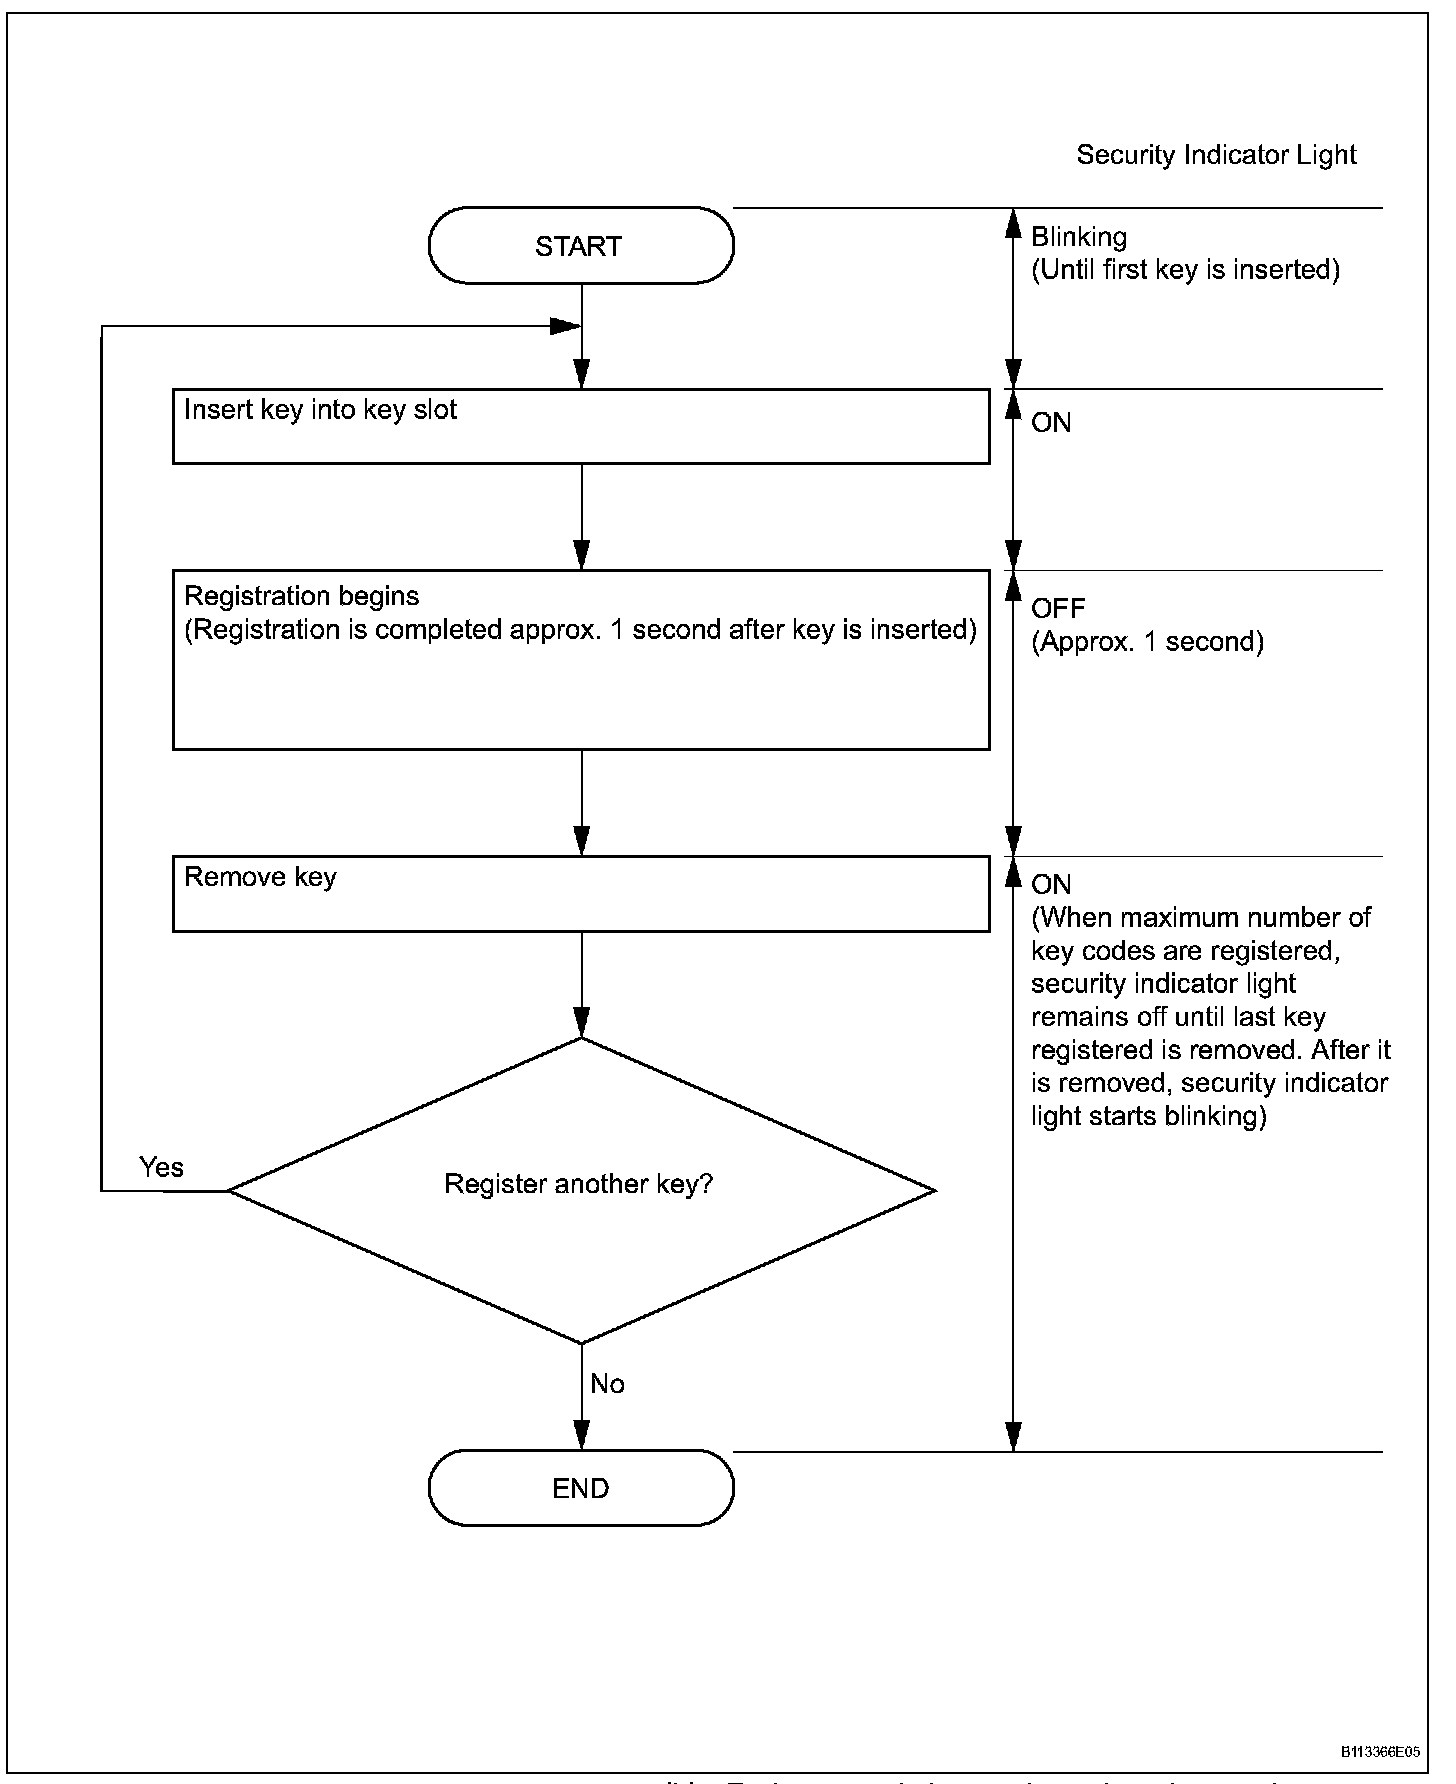 Security Indicator Light
START
Blinking
(Until first key is inserted)
Insert key into key slot
ON
Registration begins
(Registration is completed approx. 1 second after key is inserted)
OFF
(Approx. 1 second)
Remove key
ON
(When maximum number of
key codes are registered,
security indicator light
remains off until last key
registered is removed. After it
is removed, security indicator
light starts blinking)
Yes
Register another key?
No
END
B113366E05